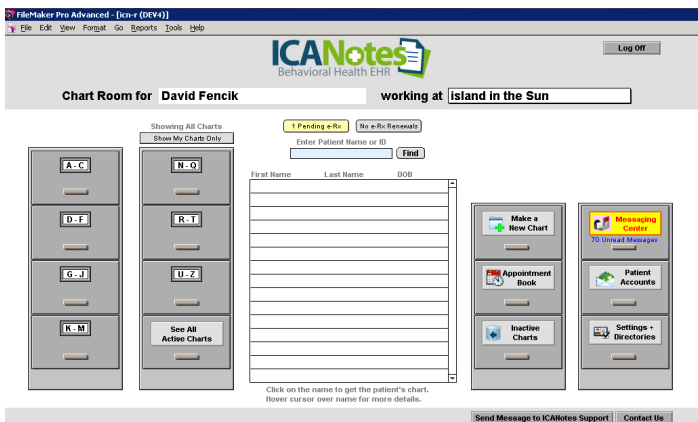 FileMaker Pro Advanced - [icn-r (DEV4)]
File Edit View Format Go Reports Tools Help
ICANotes
Behavioral Health EHR
Log Off
Chart Room for David Fencik working at island in the Sun
Showing All Charts
Show My Charts Only
1 Pending e-Rx
No e-Rx Renewals
Enter Patient Name or ID
Find
First Name Last Name DOB
A - C
N - Q
D - F
R - T
G - J
U - Z
K - M
See All
Active Charts
Make a
New Chart
Messaging
Center
70 Unread Messages
Appointment
Book
Patient
Accounts
Inactive
Charts
Settings +
Directories
Click on the name to get the patient's chart.
Hover cursor over name for more details.
Send Message to ICANotes Support
Contact Us